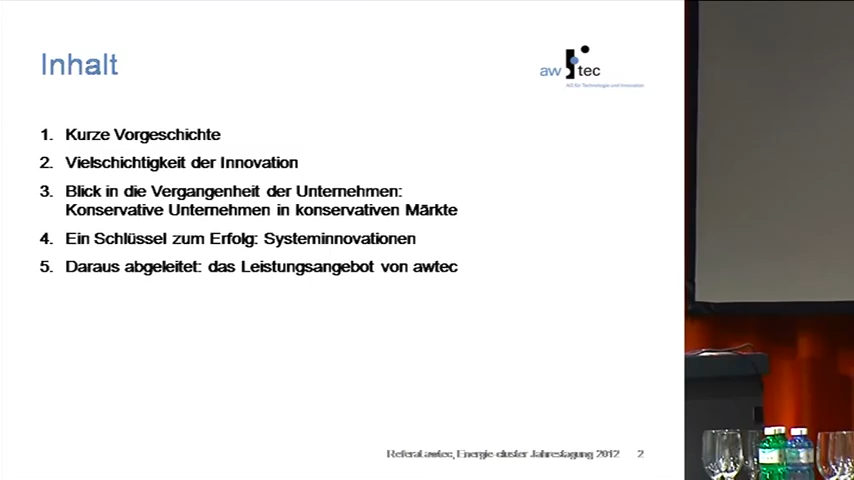 Inhalt
aw tec
AG für Technologie und Innovation
1. Kurze Vorgeschichte
2. Vielschichtigkeit der Innovation
3. Blick in die Vergangenheit der Unternehmen:
Konservative Unternehmen in konservativen Märkte
4. Ein Schlüssel zum Erfolg: Systeminnovationen
5. Daraus abgeleitet: das Leistungsangebot von awtec
Referat awtec, Energie-cluster Jahrestagung 2012 2